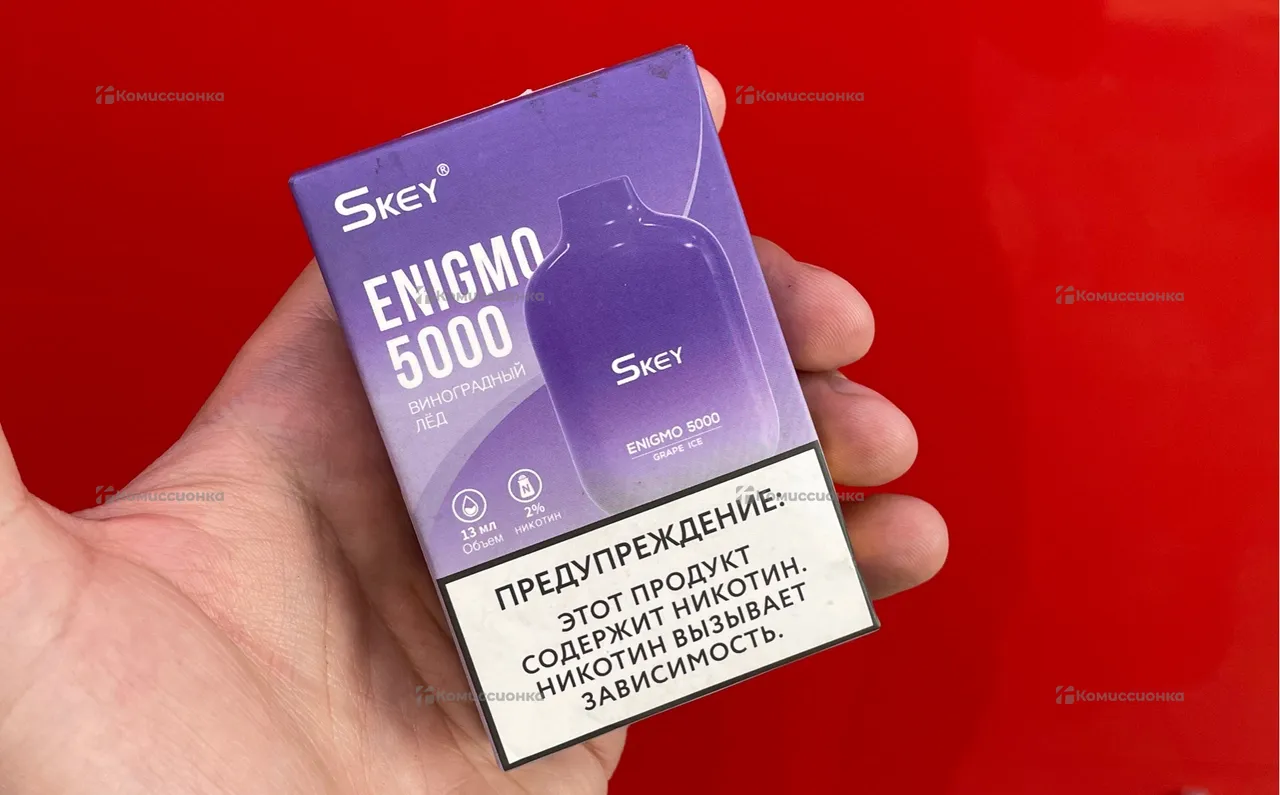 Комиссионка
Комиссионка
SKEY®
ENIGMO
5000
ВИНОГРАДНЫЙ
ЛЁД
Комиссионка
Комиссионка
SKEY
ENIGMO 5000
GRAPE ICE
N
13 мл
Объем
2%
НИКОТИН
Комиссионка
Комиссионка
ПРЕДУПРЕЖДЕНИЕ:
ЭТОТ ПРОДУКТ
СОДЕРЖИТ НИКОТИН.
НИКОТИН ВЫЗЫВАЕТ
ЗАВИСИМОСТЬ.
Комиссионка
Комиссионка